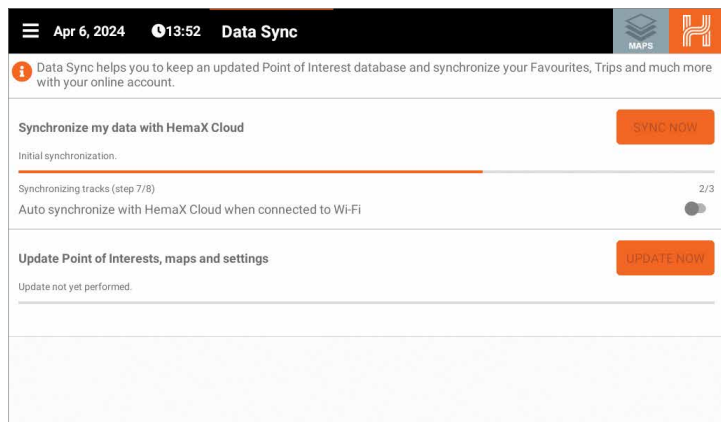 Apr 6, 2024 13:52 Data Sync
MAPS
Data Sync helps you to keep an updated Point of Interest database and synchronize your Favourites, Trips and much more
with your online account.
Synchronize my data with HemaX Cloud
SYNC NOW
Initial synchronization.
Synchronizing tracks (step 7/8) 2/3
Auto synchronize with HemaX Cloud when connected to Wi-Fi
Update Point of Interests, maps and settings
UPDATE NOW
Update not yet performed.